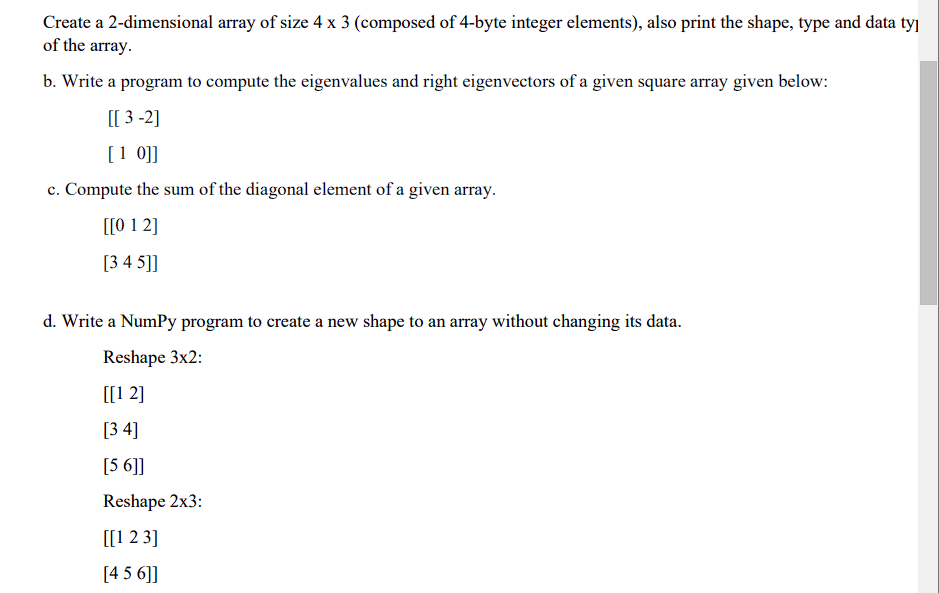 Create a 2-dimensional array of size 4 x 3 (composed of 4-byte integer elements), also print the shape, type and data
of the array.
b. Write a program to compute the eigenvalues and right eigenvectors of a given square array given below:
[[ 3 -2]
[ 1 0]]
c. Compute the sum of the diagonal element of a given array.
[[0 1 2]
[3 4 5]]
d. Write a NumPy program to create a new shape to an array without changing its data.
Reshape 3x2:
[[1 2]
[3 4]
[5 6]]
Reshape 2x3:
[[1 2 3]
[4 5 6]]